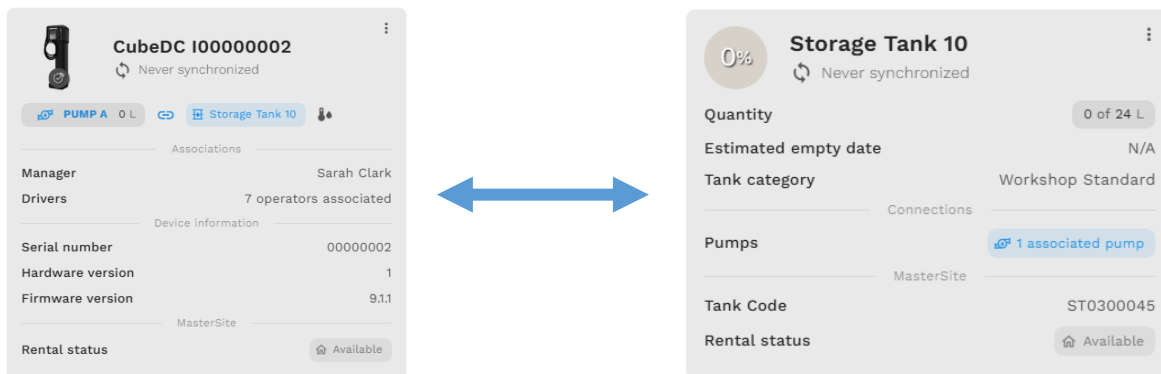 CubeDC I00000002
Never synchronized
PUMP A 0 L Storage Tank 10
Associations
Manager Sarah Clark
Drivers 7 operators associated
Device Information
Serial number 00000002
Hardware version 1
Firmware version 9.1.1
MasterSite
Rental status Available
0%
Storage Tank 10
Never synchronized
Quantity 0 of 24 L
Estimated empty date N/A
Tank category Workshop Standard
Connections
Pumps 1 associated pump
MasterSite
Tank Code ST0300045
Rental status Available